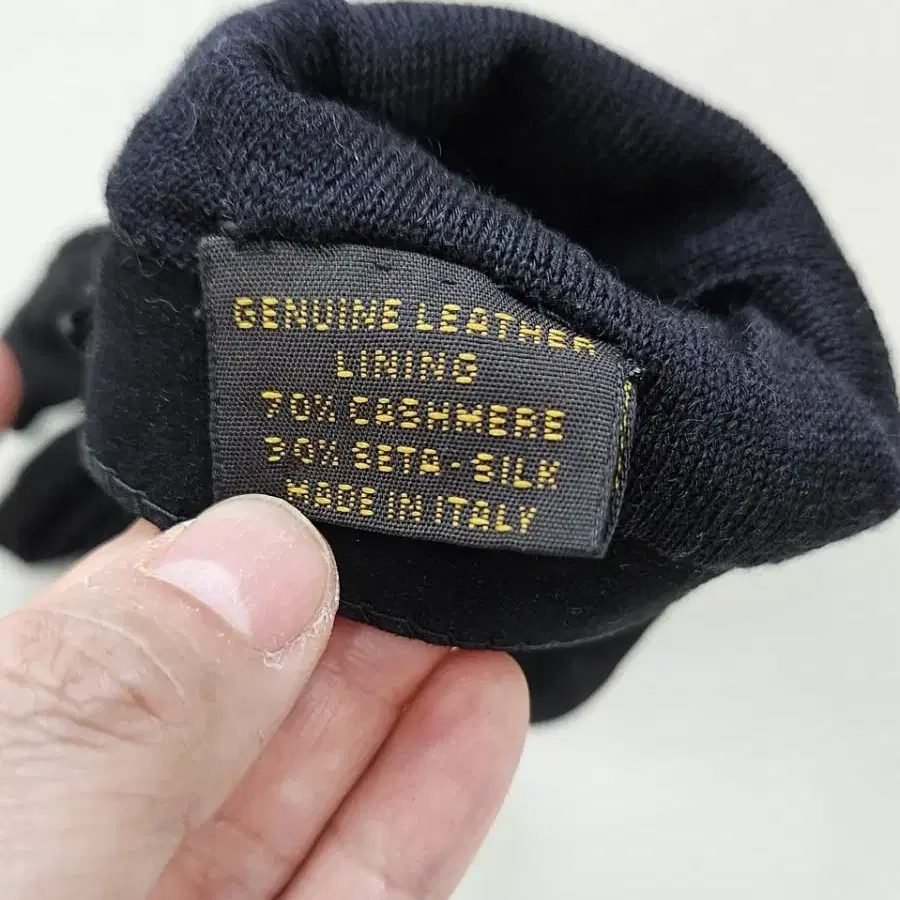 GENUINE LEATHER
LINING
70% CASHMERE
30% SETA - SILK
MADE IN ITALY